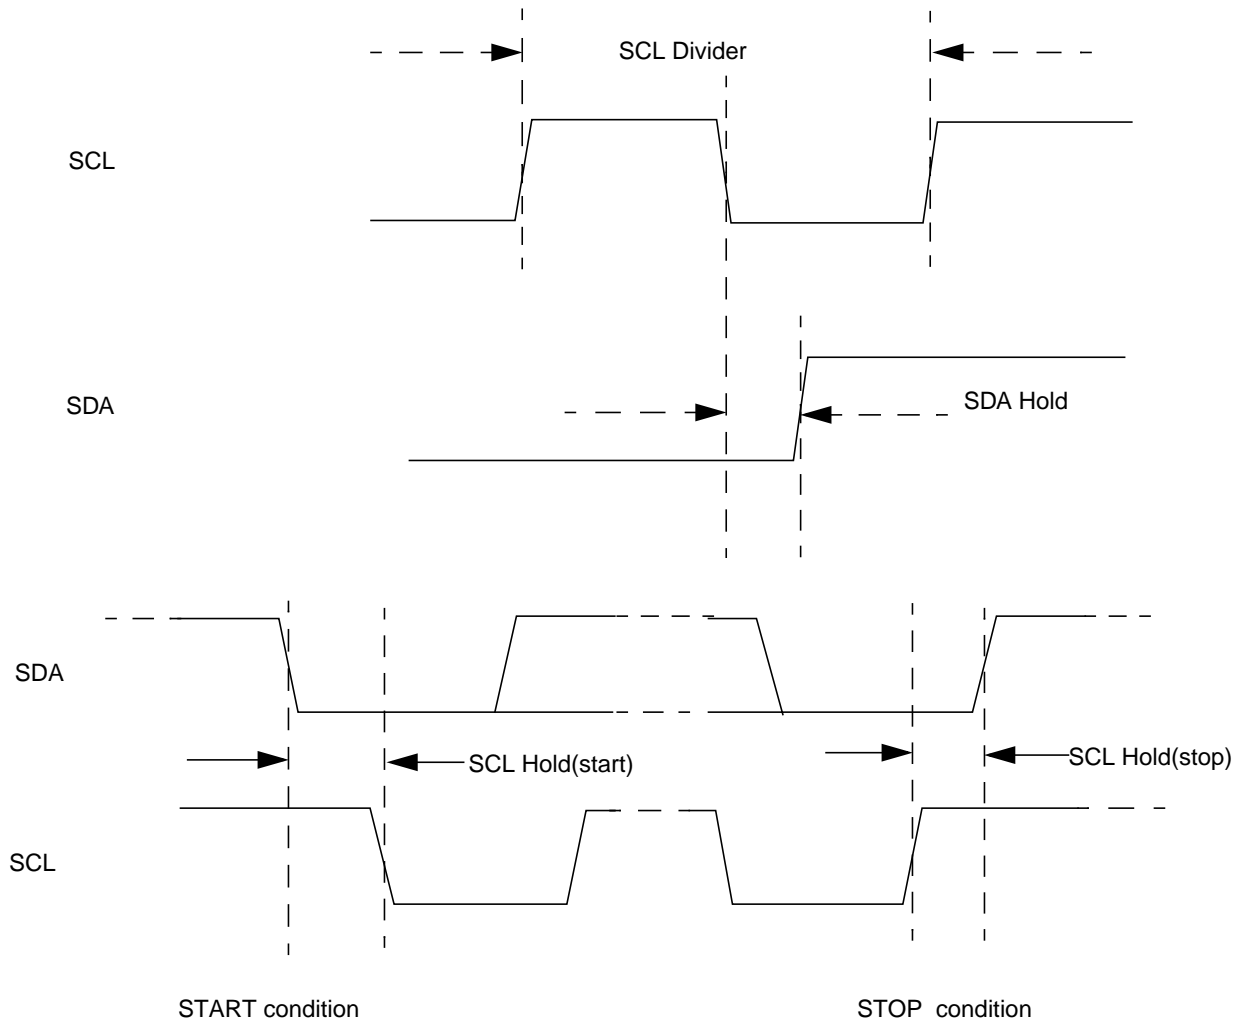 SCL Divider
SCL
SDA
SDA Hold
SDA
SCL Hold(start)
SCL Hold(stop)
SCL
START condition
STOP condition